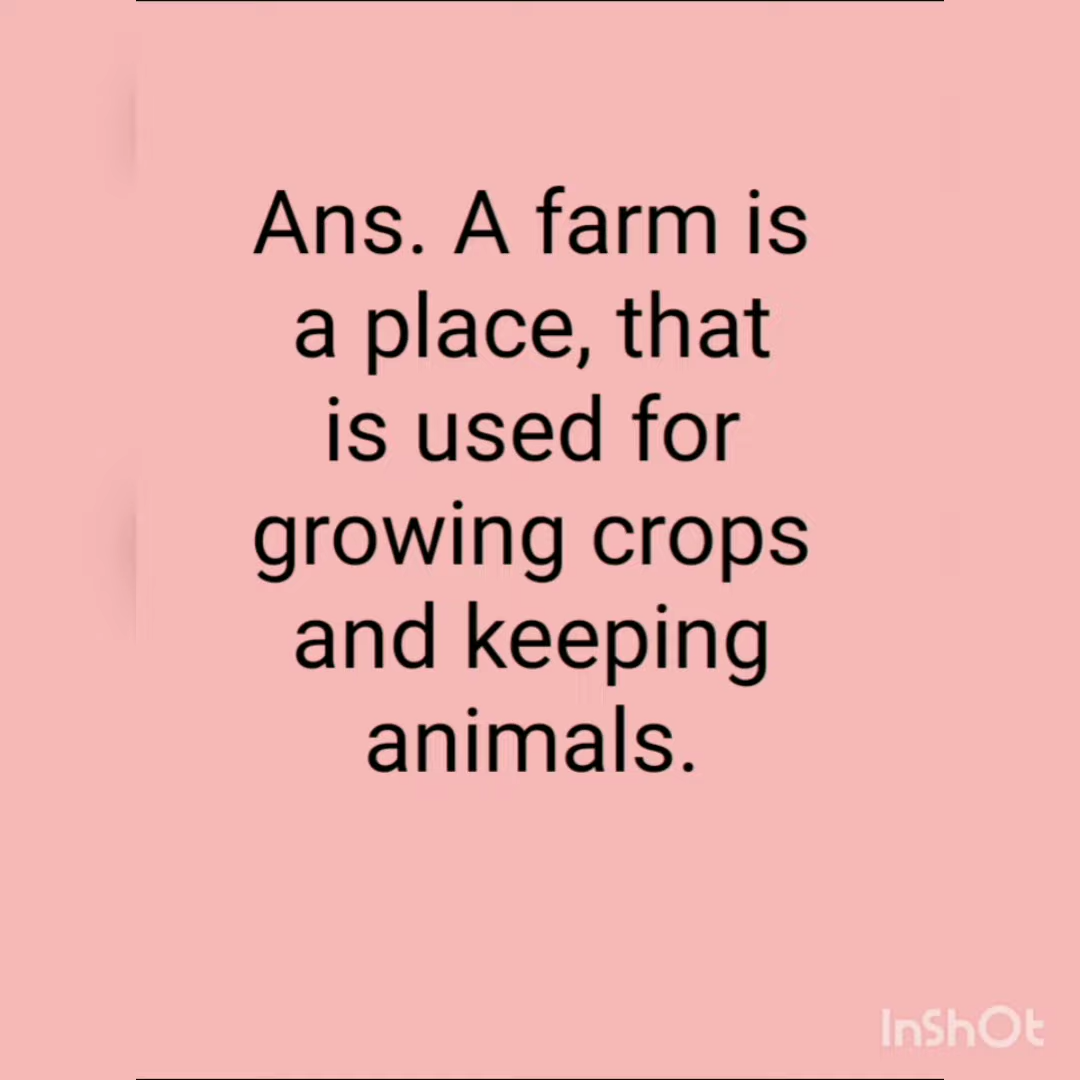 Ans. A farm is
a place, that
is used for
growing crops
and keeping
animals.
InShOt